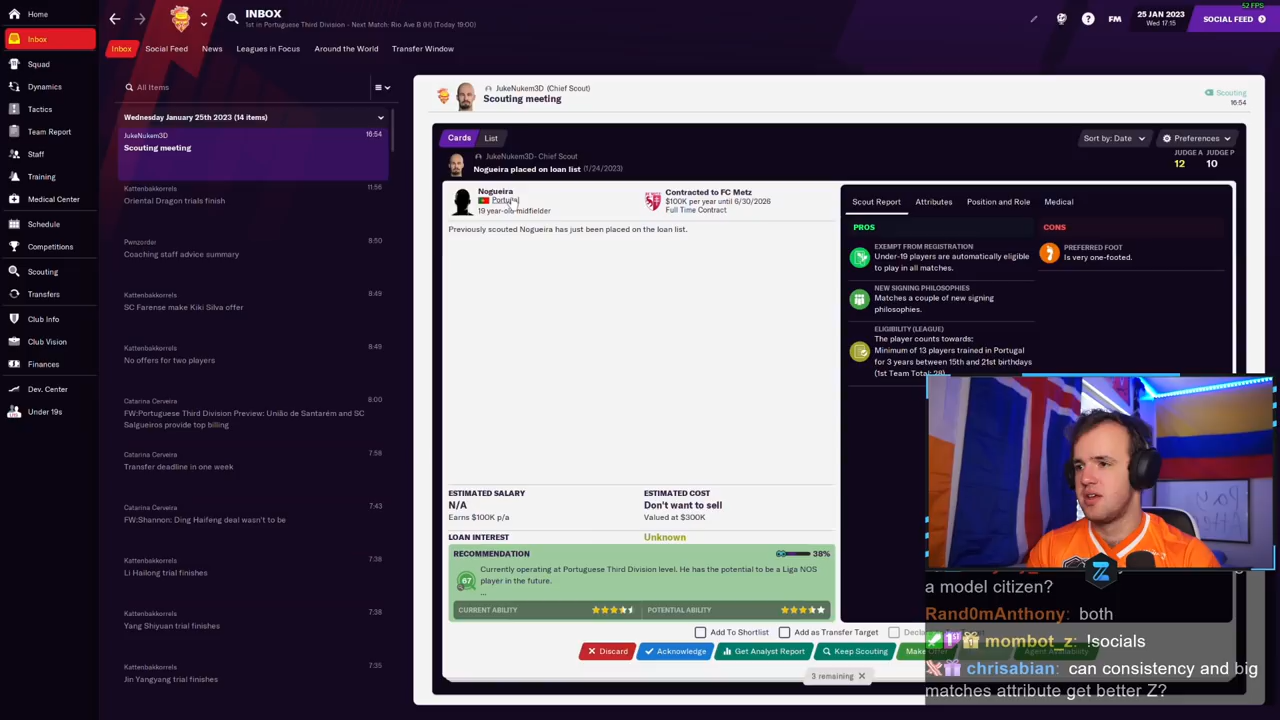 52 FPS
Home
INBOX
1st in Portuguese Third Division - Next Match: Rio Ave B (H) (Today 19:00)
FM
25 JAN 2023
Wed 17:15
SOCIAL FEED
Inbox
Inbox
Social Feed
News
Leagues in Focus
Around the World
Transfer Window
Squad
Dynamics
Tactics
Team Report
Staff
Training
Medical Center
Schedule
Competitions
Scouting
Transfers
Club Info
Club Vision
Finances
Dev. Center
Under 19s
All Items
Wednesday January 25th 2023 (14 items)
JukeNukem3D
16:54
Scouting meeting
Kattenbakkorrels
11:56
Oriental Dragon trials finish
Pwnzorder
8:50
Coaching staff advice summary
Kattenbakkorrels
8:49
SC Farense make Kiki Silva offer
Kattenbakkorrels
8:49
No offers for two players
Catarina Cerveira
8:00
FW:Portuguese Third Division Preview: União de Santarém and SC
Salgueiros provide top billing
Catarina Cerveira
7:58
Transfer deadline in one week
Catarina Cerveira
7:43
FW:Shannon: Ding Haifeng deal wasn't to be
Kattenbakkorrels
7:38
Li Hailong trial finishes
Kattenbakkorrels
7:38
Yang Shiyuan trial finishes
Kattenbakkorrels
7:35
Jin Yangyang trial finishes
JukeNukem3D (Chief Scout)
Scouting meeting
Scouting
16:54
Cards
List
Sort by: Date
Preferences
JukeNukem3D- Chief Scout
Nogueira placed on loan list (1/24/2023)
JUDGE A
12
JUDGE P
10
Nogueira
Portugal
19 year-old midfielder
Contracted to FC Metz
$100K per year until 6/30/2026
Full Time Contract
Previously scouted Nogueira has just been placed on the loan list.
Scout Report
Attributes
Position and Role
Medical
PROS
CONS
EXEMPT FROM REGISTRATION
Under-19 players are automatically eligible
to play in all matches.
PREFERRED FOOT
Is very one-footed.
NEW SIGNING PHILOSOPHIES
Matches a couple of new signing
philosophies.
ELIGIBILITY (LEAGUE)
The player counts towards:
Minimum of 13 players trained in Portugal
for 3 years between 15th and 21st birthdays
(1st Team Total: 28)
ESTIMATED SALARY
N/A
Earns $100K p/a
ESTIMATED COST
Don't want to sell
Valued at $300K
LOAN INTEREST
Unknown
RECOMMENDATION
38%
67
Currently operating at Portuguese Third Division level. He has the potential to be a Liga NOS
player in the future.
...
CURRENT ABILITY
POTENTIAL ABILITY
Add To Shortlist
Add as Transfer Target
Discard
Acknowledge
Get Analyst Report
Keep Scouting
3 remaining
Z
a model citizen?
Rand0mAnthony: both
mombot_z: !socials
chrisabian: can consistency and big
matches attribute get better Z?